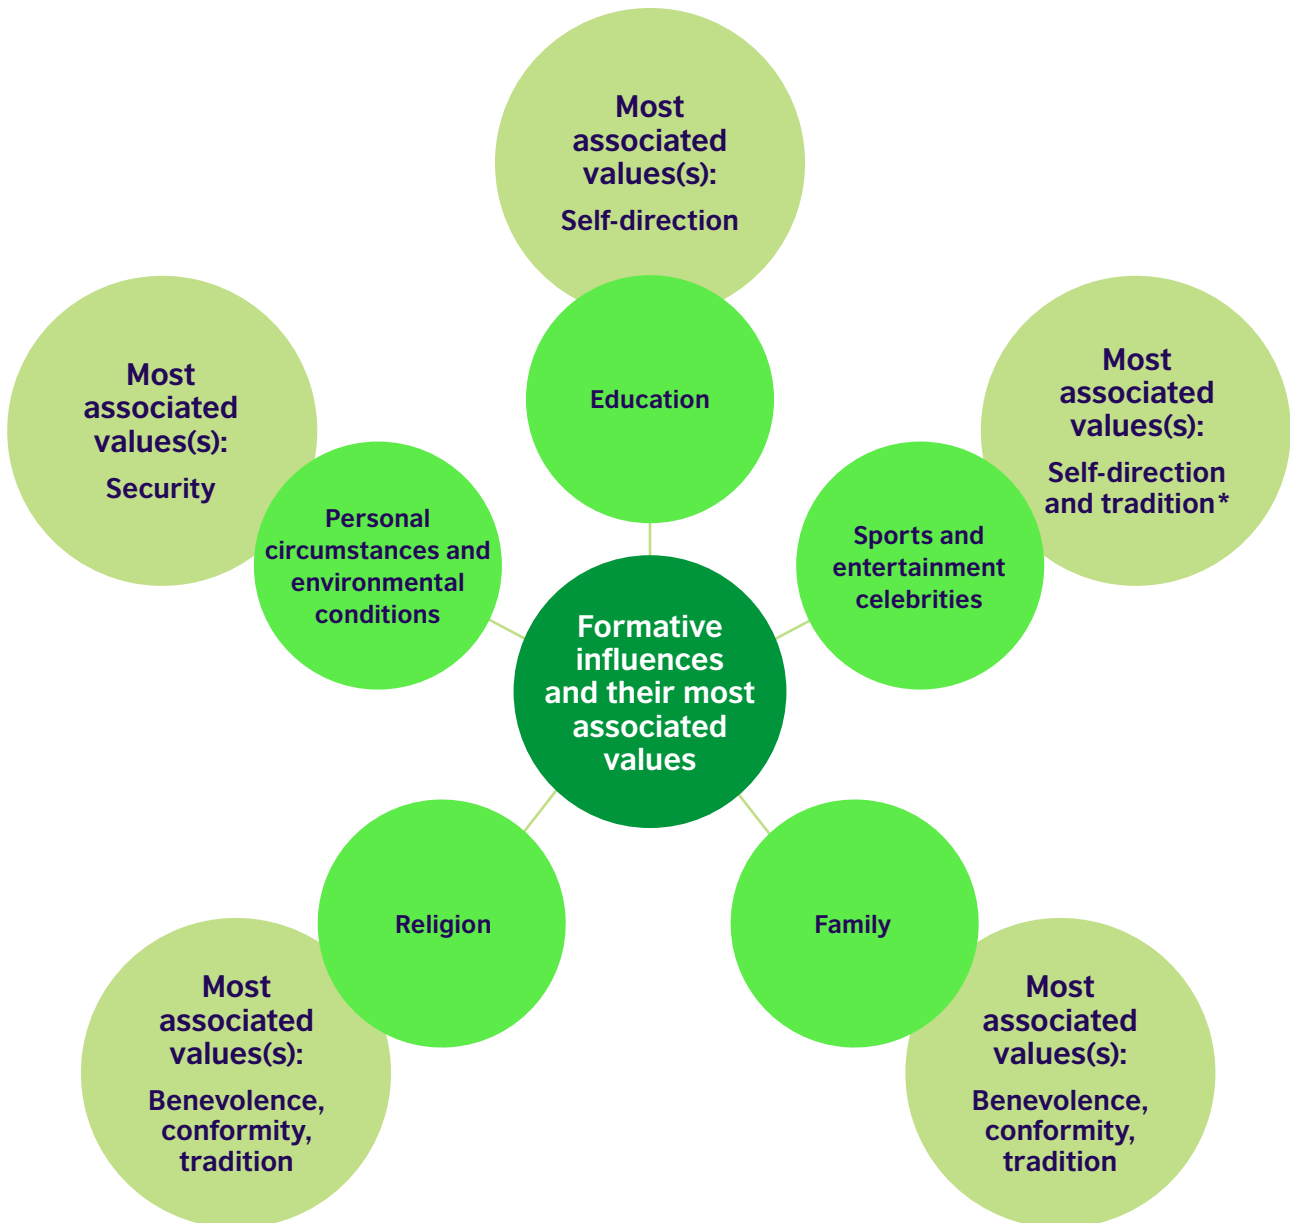 Most
associated
values(s):
Self-direction
Education
Most
associated
values(s):
Security
Personal
circumstances and
environmental
conditions
Most
associated
values(s):
Self-direction
and tradition*
Sports and
entertainment
celebrities
Formative
influences
and their most
associated
values
Religion
Most
associated
values(s):
Benevolence,
conformity,
tradition
Family
Most
associated
values(s):
Benevolence,
conformity,
tradition